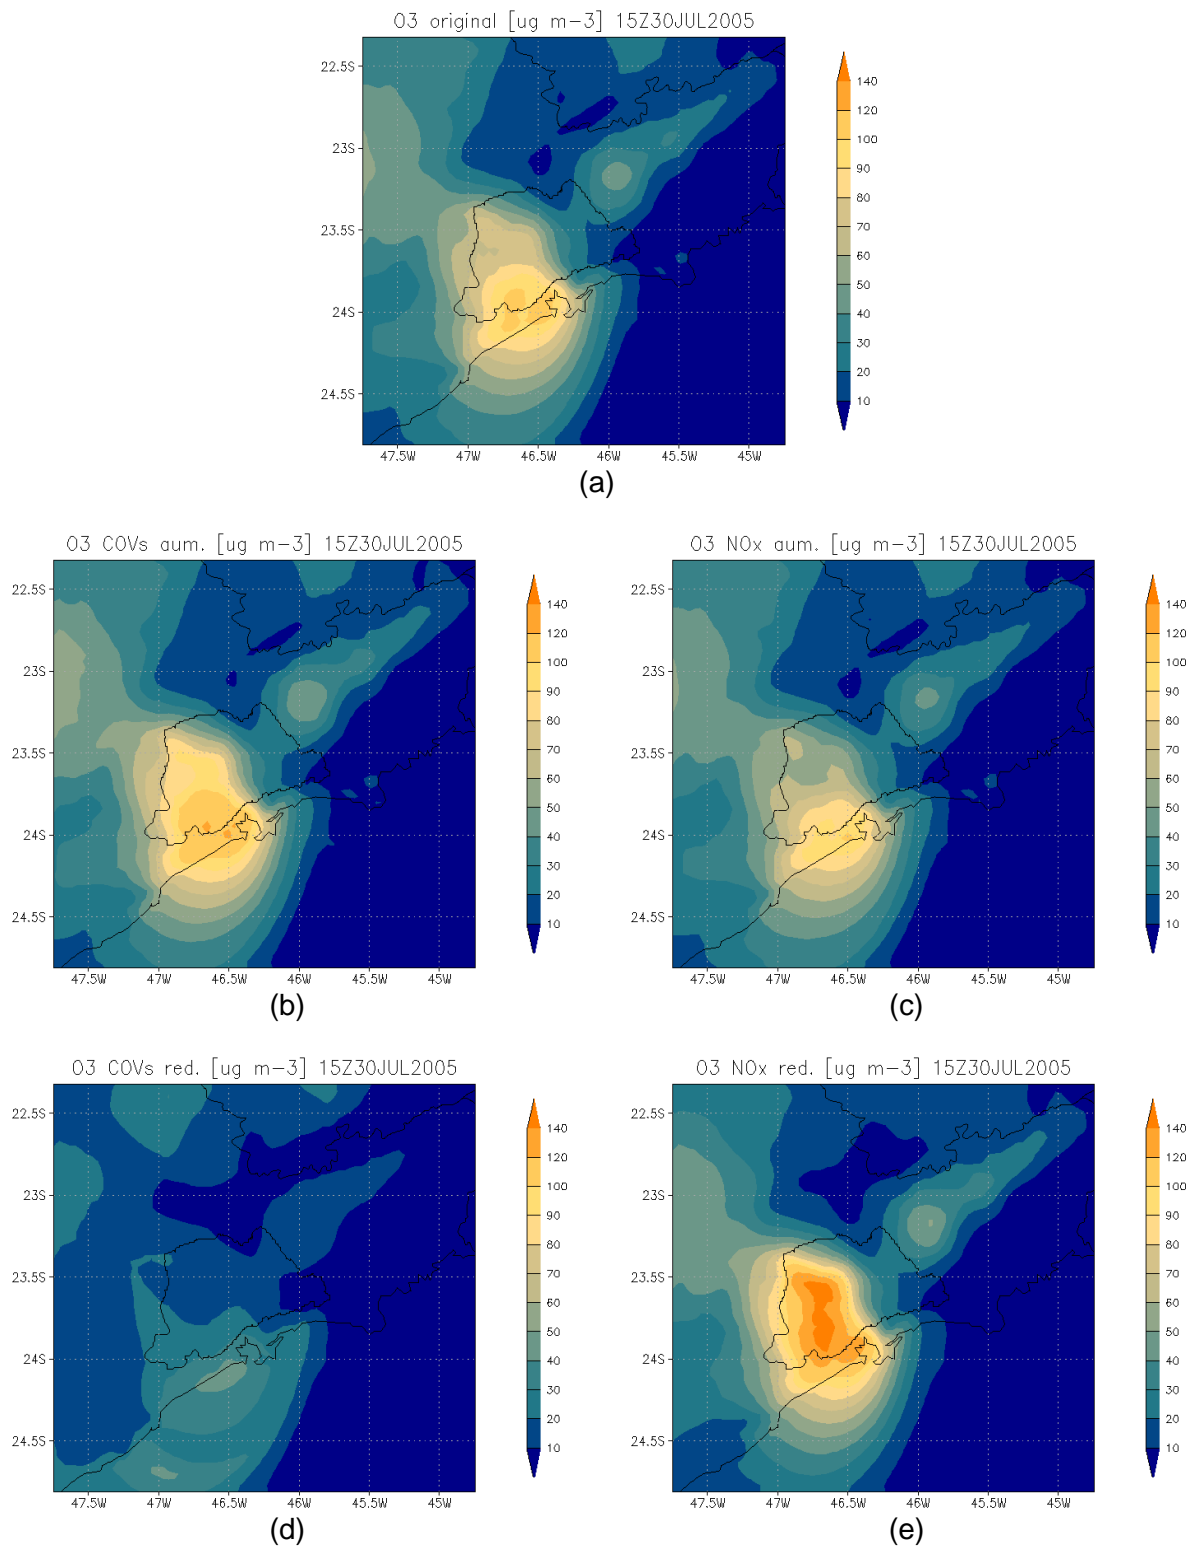 O3 original [ug m-3] 15Z30JUL2005
22.5S
23S
23.5S
24S
24.5S
47.5W 47W 46.5W 46W 45.5W 45W
140
120
100
90
80
70
60
50
40
30
20
10
(a)
O3 COVs aum. [ug m-3] 15Z30JUL2005
22.5S
23S
23.5S
24S
24.5S
47.5W 47W 46.5W 46W 45.5W 45W
140
120
100
90
80
70
60
50
40
30
20
10
(b)
O3 NOx aum. [ug m-3] 15Z30JUL2005
22.5S
23S
23.5S
24S
24.5S
47.5W 47W 46.5W 46W 45.5W 45W
140
120
100
90
80
70
60
50
40
30
20
10
(c)
O3 COVs red. [ug m-3] 15Z30JUL2005
22.5S
23S
23.5S
24S
24.5S
47.5W 47W 46.5W 46W 45.5W 45W
140
120
100
90
80
70
60
50
40
30
20
10
(d)
O3 NOx red. [ug m-3] 15Z30JUL2005
22.5S
23S
23.5S
24S
24.5S
47.5W 47W 46.5W 46W 45.5W 45W
140
120
100
90
80
70
60
50
40
30
20
10
(e)